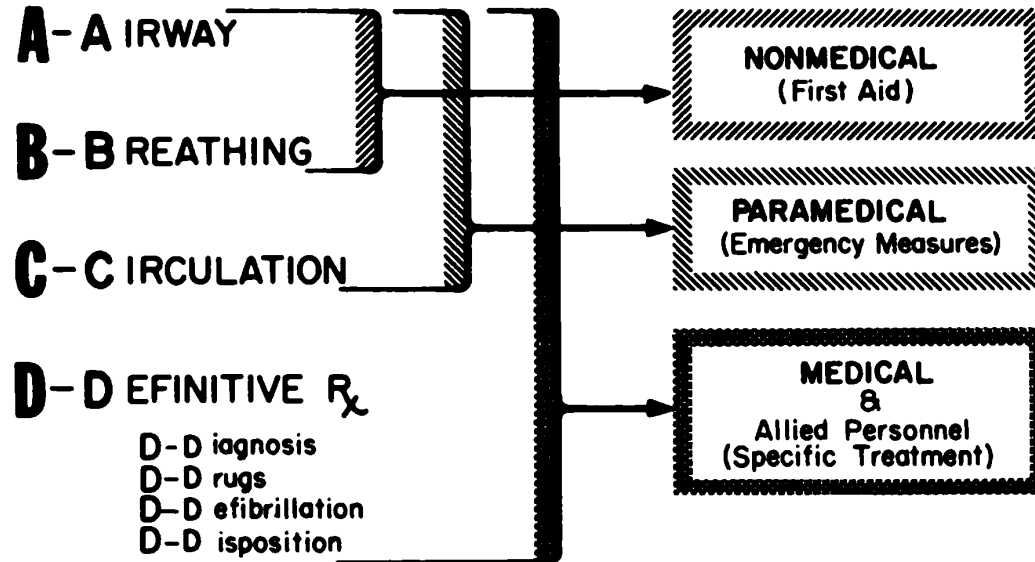 A-A IRWAY
B-B REATHING
C-C IRCULATION
D-D EFINITIVE Rx
D-D iagnosis
D-D rugs
D-D efibrillation
D-D isposition
NONMEDICAL
(First Aid)
PARAMEDICAL
(Emergency Measures)
MEDICAL
&
Allied Personnel
(Specific Treatment)